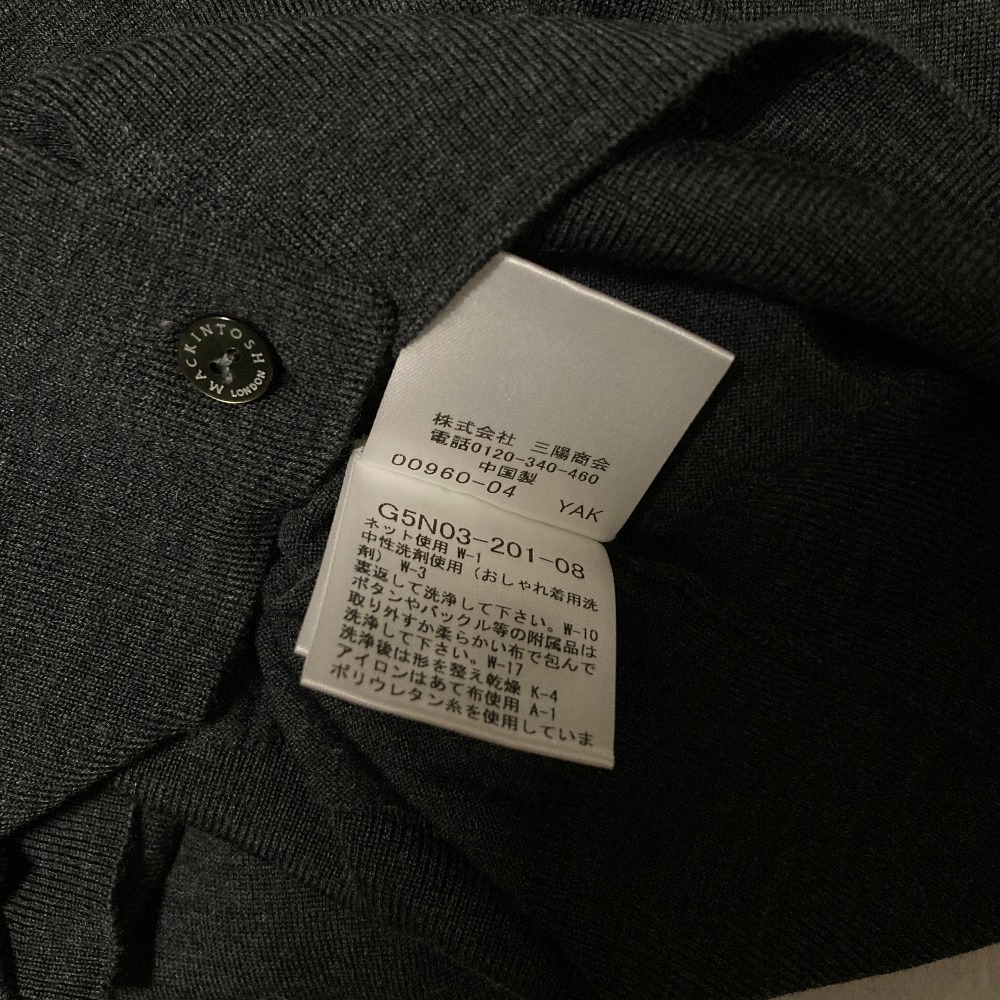 MACKINTOSH
LONDON
株式会社 三陽商会
電話0120-340-460
中国製
00960-04 YAK
G5N03-201-08
ネット使用 W-1
中性洗剤使用（おしゃれ着用洗
剤） W-3
裏返して洗浄して下さい。W-10
ボタンやバックル等の附属品は
取り外すか柔らかい布で包んで
洗浄して下さい。W-17
洗浄後は形を整え乾燥 K-4
アイロンはあて布使用 A-1
ポリウレタン糸を使用していま